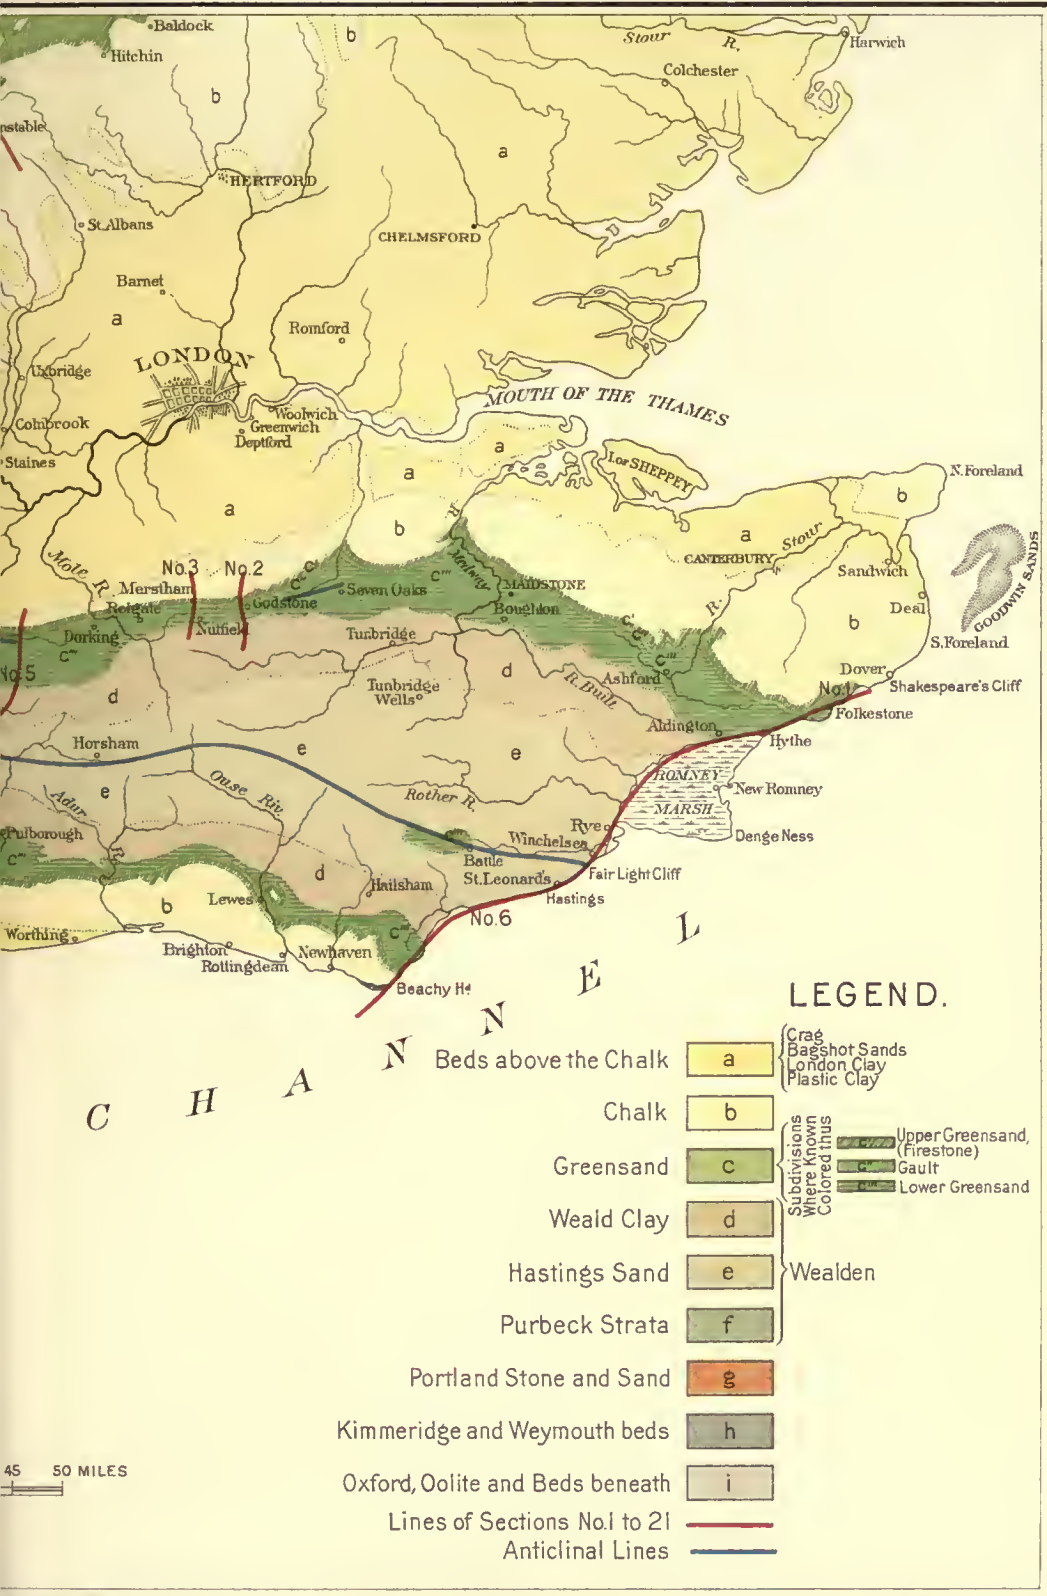 Baldock
Hitchin
b
b
Stour R.
Harwich
Colchester
nstable
a
HERTFORD
St. Albans
CHELMSFORD
Barnet
a
Romford
LONDON
Uxbridge
Colnbrook
Woolwich
Greenwich
Deptford
MOUTH OF THE THAMES
Staines
a
a
I. of SHEPPEY
N. Foreland
b
a
b
R. Medway
a
CANTERBURY
Stour
R.
GOODWIN SANDS
Mole R.
No.3
No.2
Merstham
Reigate
Godstone
Seven Oaks
C'''
MAIDSTONE
Boughton
Sandwich
Deal
b
S. Foreland
Dorking
C'''
Nutfield
Tunbridge
No.5
d
Tunbridge
Wells
d
R. Built
Ashford
C'''
Dover
No.1
Shakespeare's Cliff
Folkestone
Aldington
Hythe
Horsham
e
e
e
ROMNEY
MARSH
New Romney
Adur
R.
Ouse Riv
Rother R.
Rye
Denge Ness
Pulborough
C'''
C'''
Winchelsea
Battle
St. Leonard's
Fair Light Cliff
Hastings
d
Hailsham
Lewes
b
No.6
C'''
Worthing
Brighton
Rottingdean
Newhaven
Beachy Hd.
CHANNEL
LEGEND.
Beds above the Chalk a
Crag
Bagshot Sands
London Clay
Plastic Clay
Chalk b
Greensand c
Subdivisions
Where Known
Colored thus
C' Upper Greensand,
(Firestone)
C'' Gault
C''' Lower Greensand
Weald Clay d
Hastings Sand e
Wealden
Purbeck Strata f
Portland Stone and Sand g
Kimmeridge and Weymouth beds h
Oxford, Oolite and Beds beneath i
Lines of Sections No.1 to 21
Anticlinal Lines
45 50 MILES